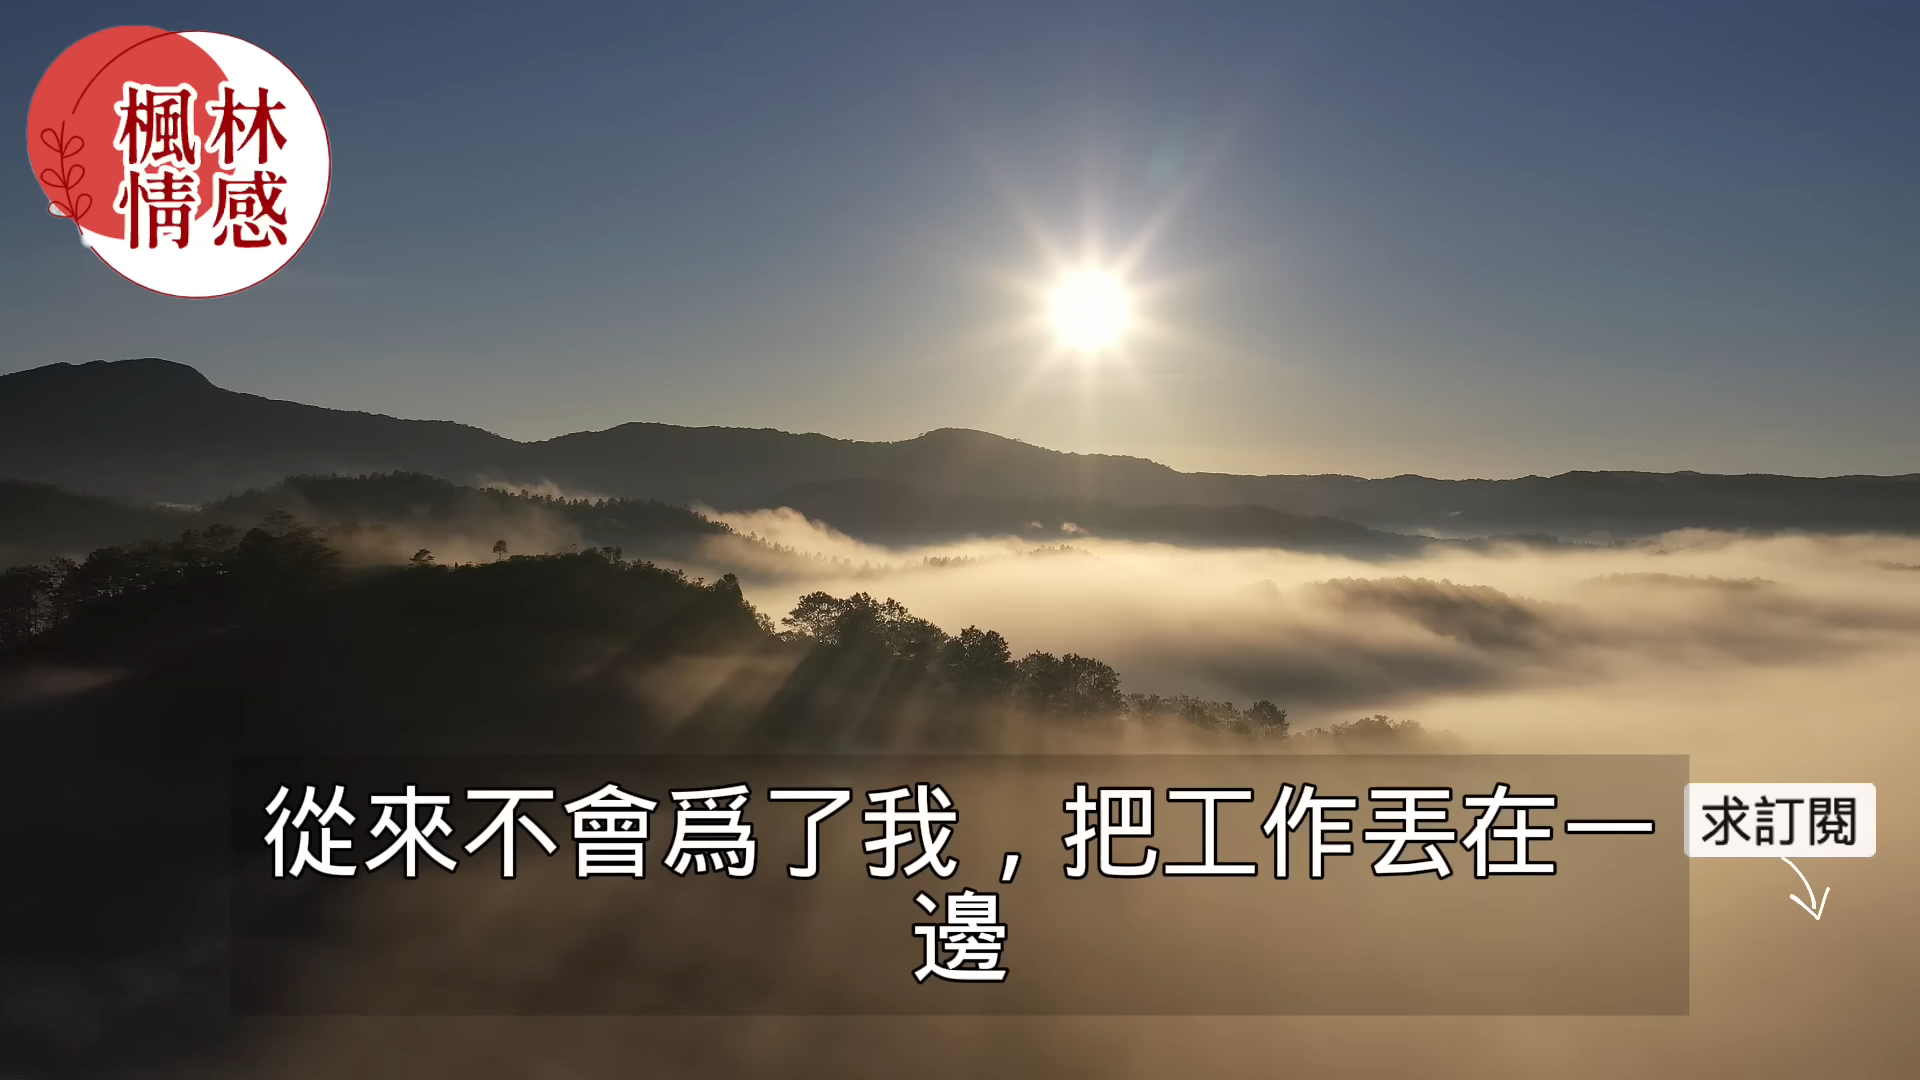 楓林
情感
從來不會爲了我，把工作丟在一
邊
求訂閱